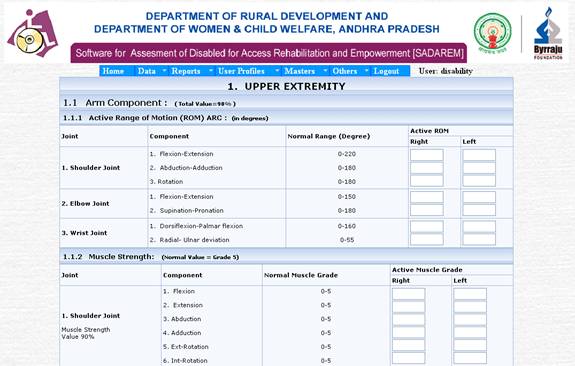 DEPARTMENT OF RURAL DEVELOPMENT AND
DEPARTMENT OF WOMEN & CHILD WELFARE, ANDHRA PRADESH
Software for Assesment of Disabled for Access Rehabilitation and Empowerment [SADAREM]
Byrraju
FOUNDATION
Home Data Reports User Profiles Masters Others Logout User: disability
1. UPPER EXTREMITY
1.1 Arm Component : ( Total Value=90% )
1.1.1 Active Range of Motion (ROM) ARC : (in degrees)
Joint Component Normal Range (Degree) Active ROM
Right Left
1. Shoulder Joint
1. Flexion-Extension 0-220
2. Abduction-Adduction 0-180
3. Rotation 0-180
2. Elbow Joint
1. Flexion-Extension 0-150
2. Supination-Pronation 0-180
3. Wrist Joint
1. Dorsiflexion-Palmar flexion 0-160
2. Radial- Ulnar deviation 0-55
1.1.2 Muscle Strength: (Normal Value = Grade 5)
Joint Component Normal Muscle Grade Active Muscle Grade
Right Left
1. Shoulder Joint
Muscle Strength
Value 90%
1. Flexion 0-5
2. Extension 0-5
3. Abduction 0-5
4. Adduction 0-5
5. Ext-Rotation 0-5
6. Int-Rotation 0-5